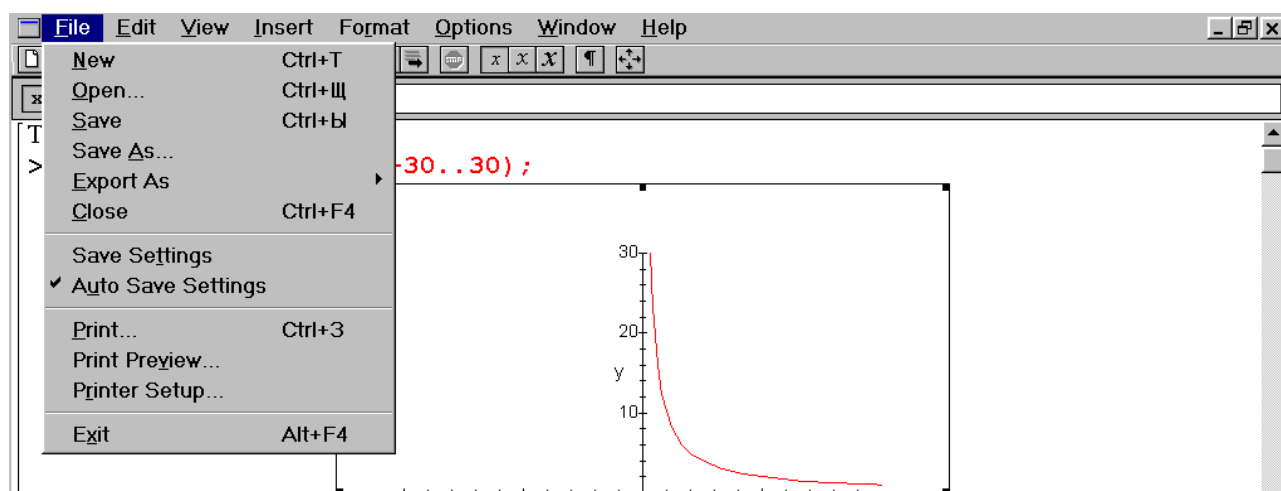 File Edit View Insert Format Options Window Help
x x x ¶
x
New Ctrl+Т
Open... Ctrl+Щ
Save Ctrl+Ы
Save As...
Export As
Close Ctrl+F4
Save Settings
Auto Save Settings
Print... Ctrl+З
Print Preview...
Printer Setup...
Exit Alt+F4
T
> -30..30);
30
20
y
10